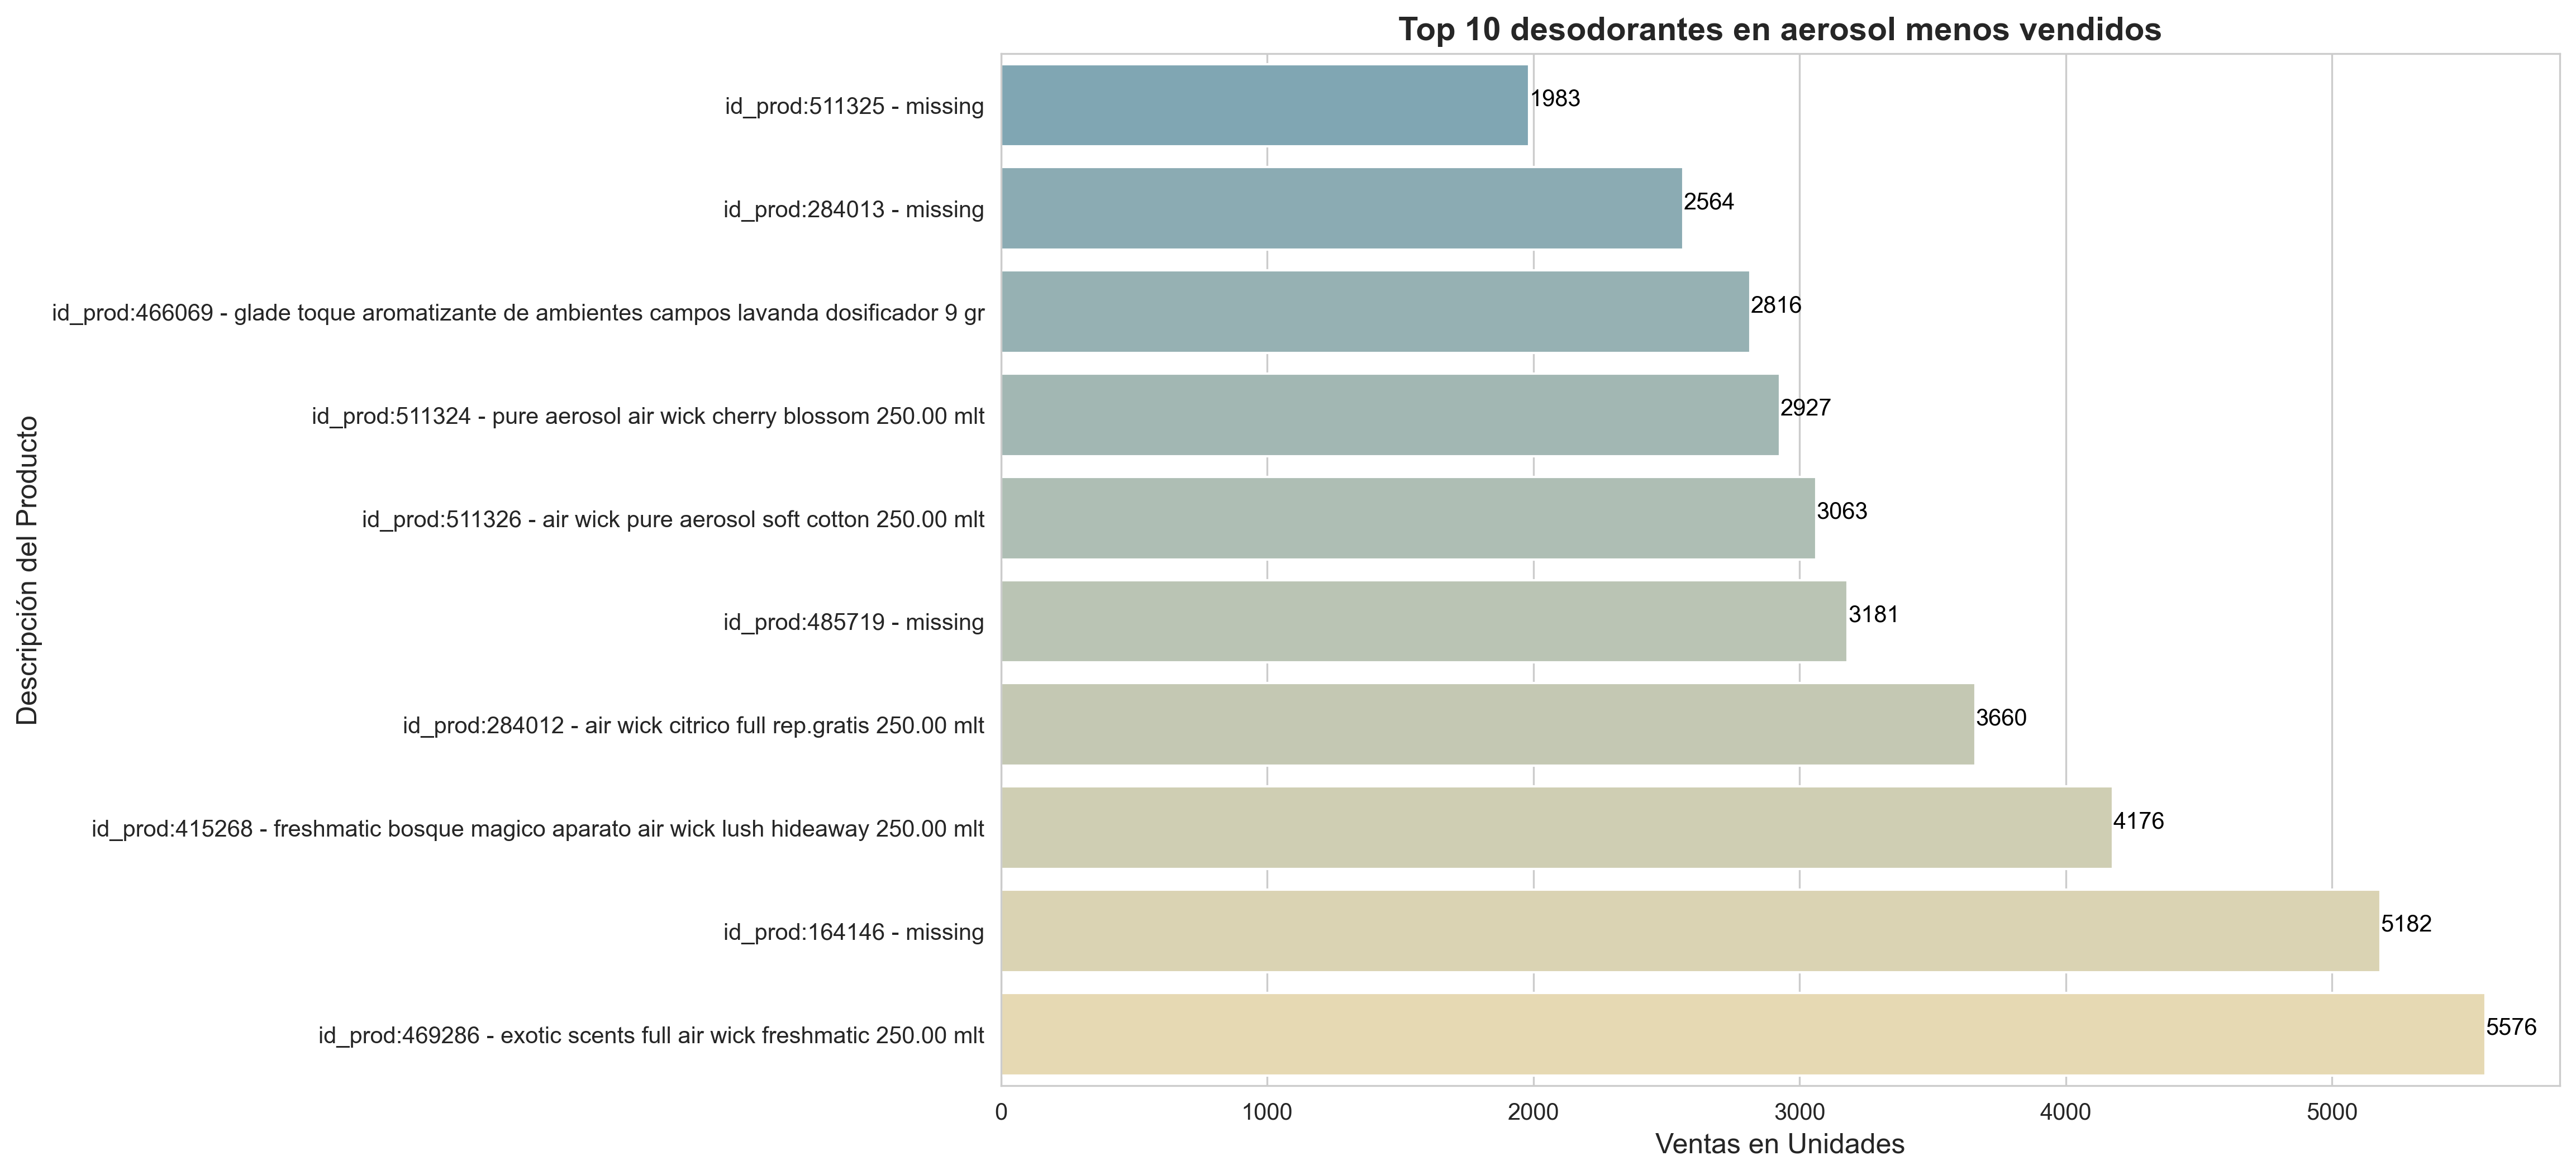 Top 10 desodorantes en aerosol menos vendidos
Descripción del Producto
id_prod:511325 - missing
1983
id_prod:284013 - missing
2564
id_prod:466069 - glade toque aromatizante de ambientes campos lavanda dosificador 9 gr
2816
id_prod:511324 - pure aerosol air wick cherry blossom 250.00 mlt
2927
id_prod:511326 - air wick pure aerosol soft cotton 250.00 mlt
3063
id_prod:485719 - missing
3181
id_prod:284012 - air wick citrico full rep.gratis 250.00 mlt
3660
id_prod:415268 - freshmatic bosque magico aparato air wick lush hideaway 250.00 mlt
4176
id_prod:164146 - missing
5182
id_prod:469286 - exotic scents full air wick freshmatic 250.00 mlt
5576
0 1000 2000 3000 4000 5000
Ventas en Unidades